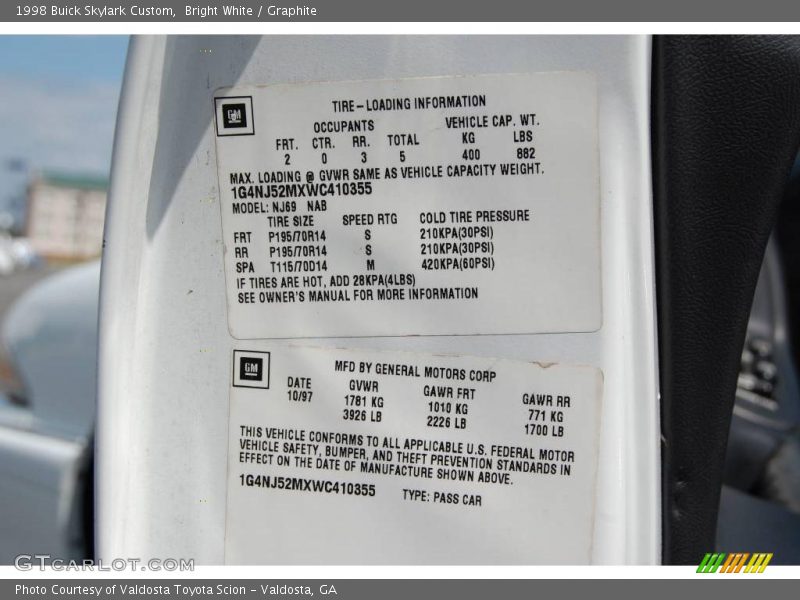 1998 Buick Skylark Custom,  Bright White / Graphite
GM
TIRE-LOADING INFORMATION
OCCUPANTS VEHICLE CAP. WT.
FRT. CTR. RR. TOTAL KG LBS
2 0 3 5 400 882
MAX. LOADING @ GVWR SAME AS VEHICLE CAPACITY WEIGHT.
1G4NJ52MXWC410355
MODEL: NJ69 NAB
TIRE SIZE SPEED RTG COLD TIRE PRESSURE
FRT P195/70R14 S 210KPA(30PSI)
RR P195/70R14 S 210KPA(30PSI)
SPA T115/70D14 M 420KPA(60PSI)
IF TIRES ARE HOT, ADD 28KPA(4LBS)
SEE OWNER'S MANUAL FOR MORE INFORMATION
GM
MFD BY GENERAL MOTORS CORP
DATE GVWR GAWR FRT GAWR RR
10/97 1781 KG 1010 KG 771 KG
3926 LB 2226 LB 1700 LB
THIS VEHICLE CONFORMS TO ALL APPLICABLE U.S. FEDERAL MOTOR
VEHICLE SAFETY, BUMPER, AND THEFT PREVENTION STANDARDS IN
EFFECT ON THE DATE OF MANUFACTURE SHOWN ABOVE.
1G4NJ52MXWC410355 TYPE: PASS CAR
GTCarLot.com
Photo Courtesy of Valdosta Toyota Scion - Valdosta, GA